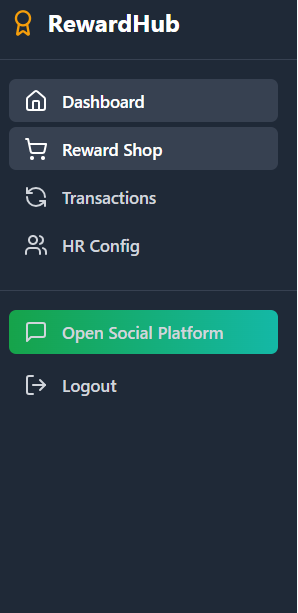 RewardHub
Dashboard
Reward Shop
Transactions
HR Config
Open Social Platform
Logout